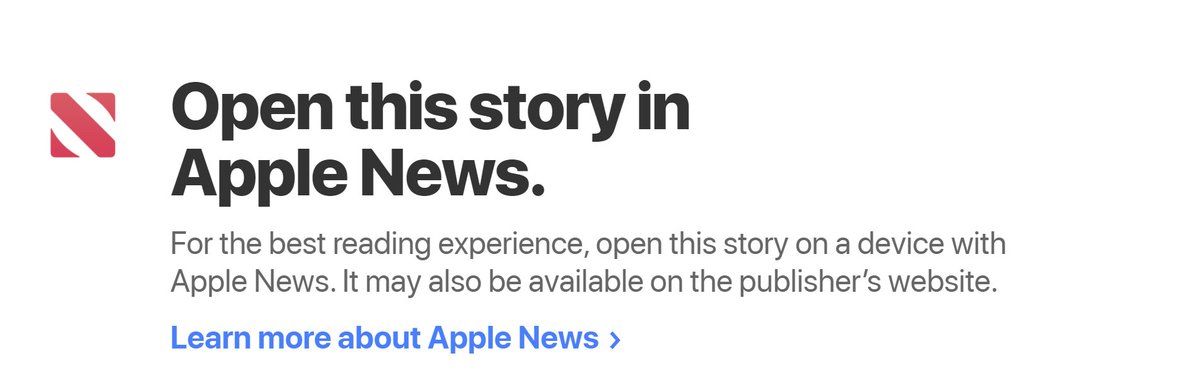 Open this story in
Apple News.
For the best reading experience, open this story on a device with
Apple News. It may also be available on the publisher’s website.
Learn more about Apple News ›